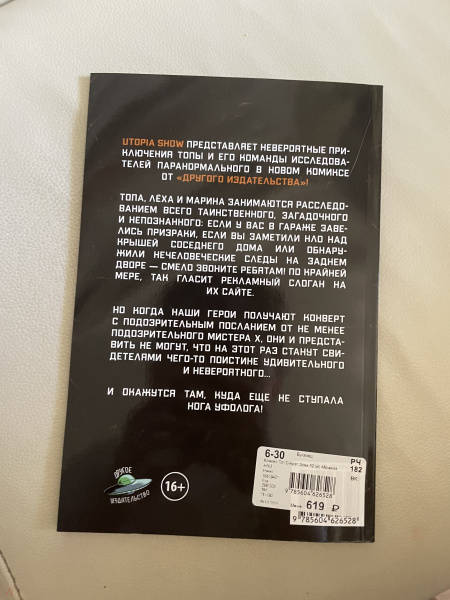 UTOPIA SHOW ПРЕДСТАВЛЯЕТ НЕВЕРОЯТНЫЕ ПРИ-
КЛЮЧЕНИЯ ТОПЫ И ЕГО КОМАНДЫ ИССЛЕДОВА-
ТЕЛЕЙ ПАРАНОРМАЛЬНОГО В НОВОМ КОМИКСЕ
ОТ «ДРУГОГО ИЗДАТЕЛЬСТВА»!
ТОПА, ЛЁХА И МАРИНА ЗАНИМАЮТСЯ РАССЛЕДО-
ВАНИЕМ ВСЕГО ТАИНСТВЕННОГО, ЗАГАДОЧНОГО
И НЕПОЗНАННОГО: ЕСЛИ У ВАС В ГАРАЖЕ ЗАВЕ-
ЛИСЬ ПРИЗРАКИ, ЕСЛИ ВЫ ЗАМЕТИЛИ НЛО НАД
КРЫШЕЙ СОСЕДНЕГО ДОМА ИЛИ ОБНАРУ-
ЖИЛИ НЕЧЕЛОВЕЧЕСКИЕ СЛЕДЫ НА ЗАДНЕМ
ДВОРЕ — СМЕЛО ЗВОНИТЕ РЕБЯТАМ! ПО КРАЙНЕЙ
МЕРЕ, ТАК ГЛАСИТ РЕКЛАМНЫЙ СЛОГАН НА
ИХ САЙТЕ.
НО КОГДА НАШИ ГЕРОИ ПОЛУЧАЮТ КОНВЕРТ
С ПОДОЗРИТЕЛЬНЫМ ПОСЛАНИЕМ ОТ НЕ МЕНЕЕ
ПОДОЗРИТЕЛЬНОГО МИСТЕРА X, ОНИ И ПРЕДСТА-
ВИТЬ НЕ МОГУТ, ЧТО НА ЭТОТ РАЗ СТАНУТ СВИ-
ДЕТЕЛЯМИ ЧЕГО-ТО ПОИСТИНЕ УДИВИТЕЛЬНОГО
И НЕВЕРОЯТНОГО...
И ОКАЖУТСЯ ТАМ, КУДА ЕЩЕ НЕ СТУПАЛА
НОГА УФОЛОГА!
ДРУГОЕ
ИЗДАТЕЛЬСТВО
16+
6-30
РЧ
182
ВК
9 785604 626528
619 ₽
9 785604 626528